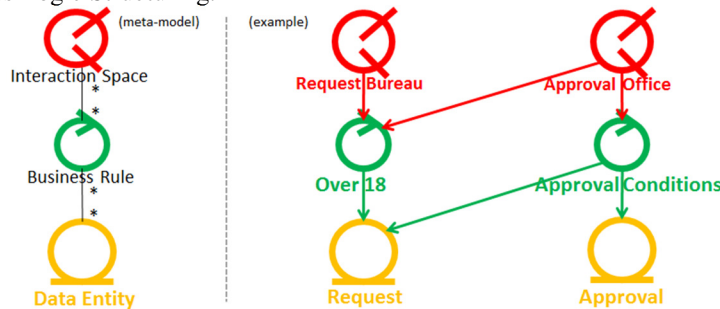 (meta-model)
(example)
Interaction Space
*
*
Business Rule
*
*
Data Entity
Request Bureau
Approval Office
Over 18
Approval Conditions
Request
Approval